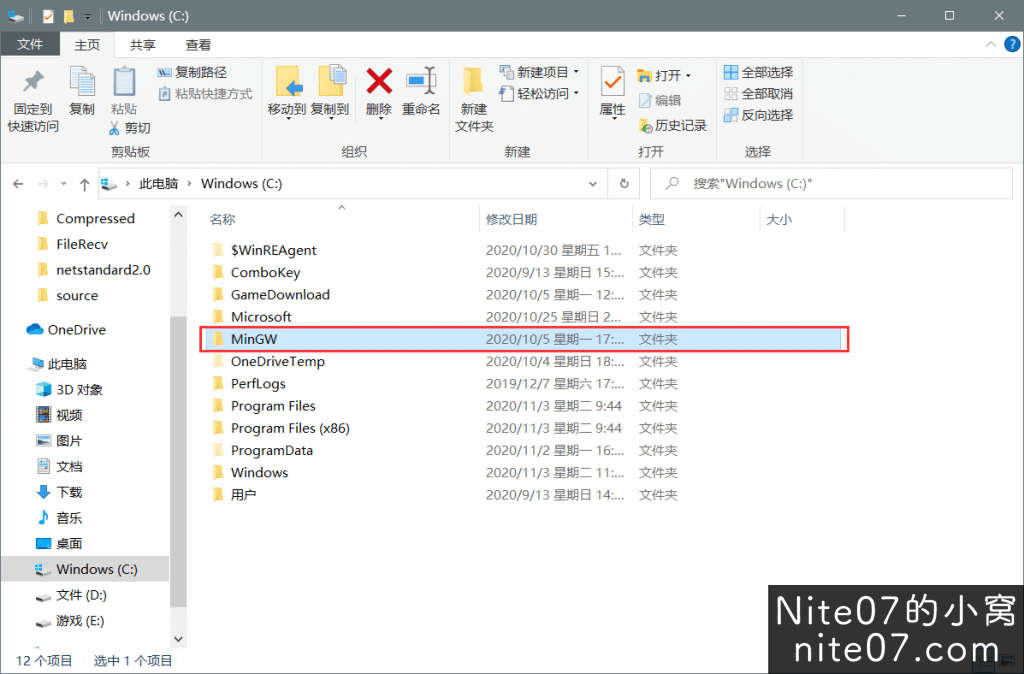 Windows (C:)
文件 主页 共享 查看
固定到快速访问
复制
粘贴
复制路径
粘贴快捷方式
剪切
剪贴板
移动到 复制到 删除 重命名
组织
新建文件夹
新建项目
轻松访问
新建
属性
打开
编辑
历史记录
打开
全部选择
全部取消
反向选择
选择
此电脑 Windows (C:)
搜索"Windows (C:)"
Compressed
FileRecv
netstandard2.0
source
OneDrive
此电脑
3D 对象
视频
图片
文档
下载
音乐
桌面
Windows (C:)
文件 (D:)
游戏 (E:)
名称 修改日期 类型 大小
$WinREAgent 2020/10/30 星期五 1... 文件夹
ComboKey 2020/9/13 星期日 15:... 文件夹
GameDownload 2020/10/5 星期一 12:... 文件夹
Microsoft 2020/10/25 星期日 2... 文件夹
MinGW 2020/10/5 星期一 17:... 文件夹
OneDriveTemp 2020/10/4 星期日 18:... 文件夹
PerfLogs 2019/12/7 星期六 17:... 文件夹
Program Files 2020/11/3 星期二 9:44 文件夹
Program Files (x86) 2020/11/3 星期二 9:44 文件夹
ProgramData 2020/11/2 星期一 16:... 文件夹
Windows 2020/11/3 星期二 11:... 文件夹
用户 2020/9/13 星期日 14:... 文件夹
12 个项目 选中 1 个项目
Nite07的小窝
nite07.com